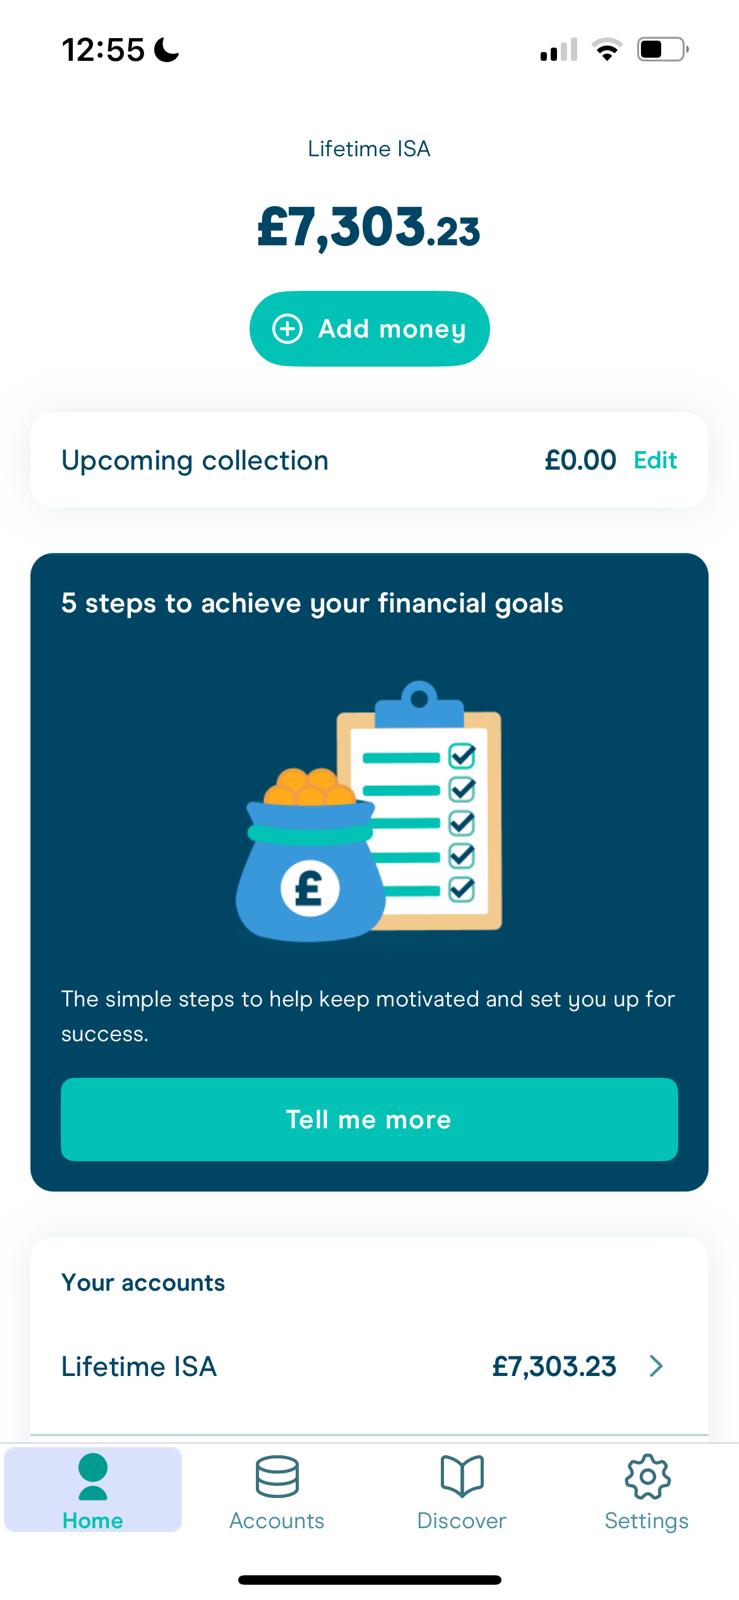 12:55
Lifetime ISA
£7,303.23
Add money
Upcoming collection £0.00 Edit
5 steps to achieve your financial goals
£
The simple steps to help keep motivated and set you up for
success.
Tell me more
Your accounts
Lifetime ISA £7,303.23
Home Accounts Discover Settings